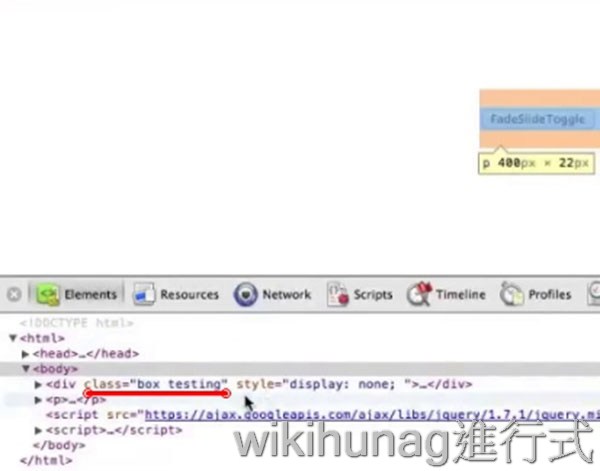 FadeSlideToggle
p 400px × 22px
Elements Resources Network Scripts Timeline Profiles
<!DOCTYPE html>
▼<html>
▶<head>…</head>
▼<body>
▶<div class="box testing" style="display: none; ">…</div>
▶<p>…</p>
<script src="https://ajax.googleapis.com/ajax/libs/jquery/1.7.1/jquery.mi
▶<script>…</script>
</body>
</html>
wikihunag進行式